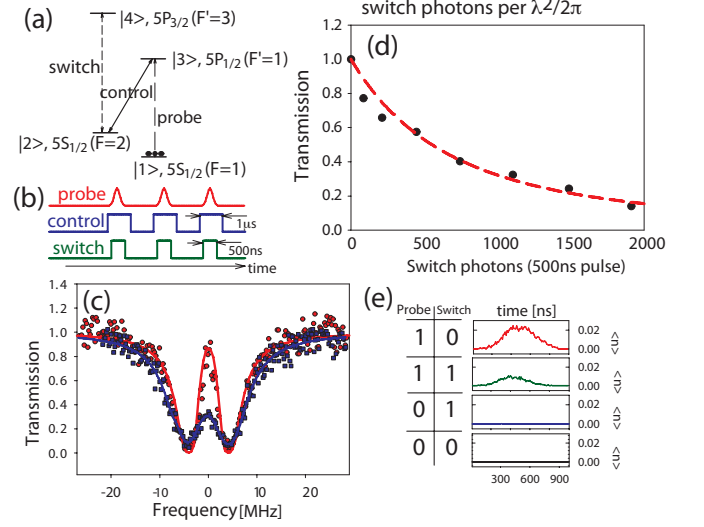 (a)
|4>, 5P3/2(F'=3)
|3>, 5P1/2(F'=1)
switch
control
probe
|2>, 5S1/2(F=2)
|1>, 5S1/2(F=1)
(b)
probe
control
1μs
switch
500ns
time
(c)
1.4
1.2
1.0
0.8
0.6
0.4
0.2
0.0
Transmission
-20 -10 0 10 20
Frequency[MHz]
switch photons per λ²/2π
(d)
1.2
1.0
0.8
0.6
0.4
0.2
0.0
Transmission
0 500 1000 1500 2000
Switch photons (500ns pulse)
(e)
Probe Switch time [ns]
1 0 0.02 0.00 <n>
1 1 0.02 0.00 <n>
0 1 0.02 0.00 <n>
0 0 0.02 0.00 <n>
300 600 900